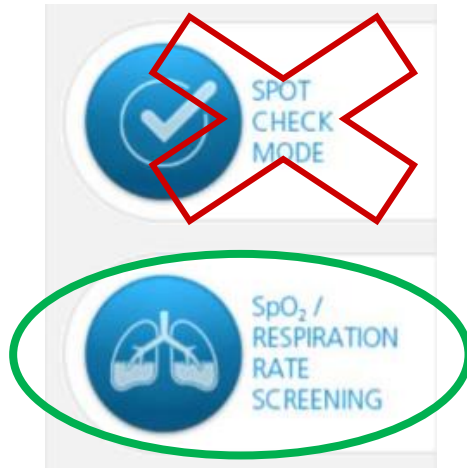 SPOT
CHECK
MODE
SpO₂ /
RESPIRATION
RATE
SCREENING